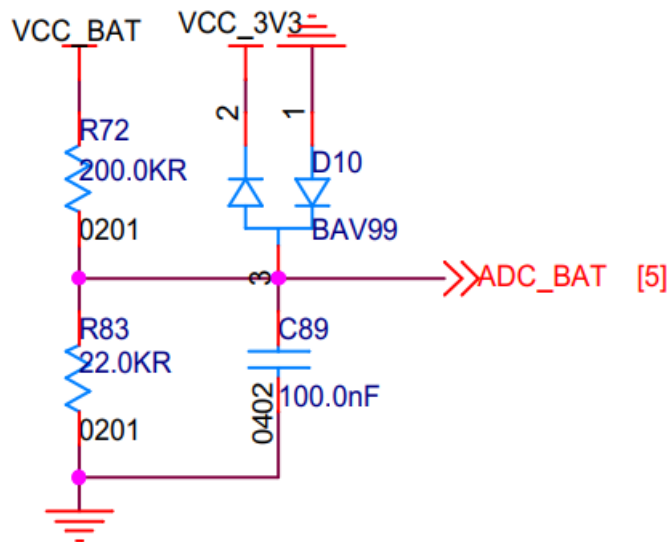 VCC_BAT
VCC_3V3
2
1
R72
200.0KR
0201
D10
BAV99
3
ADC_BAT [5]
R83
22.0KR
0201
C89
100.0nF
0402